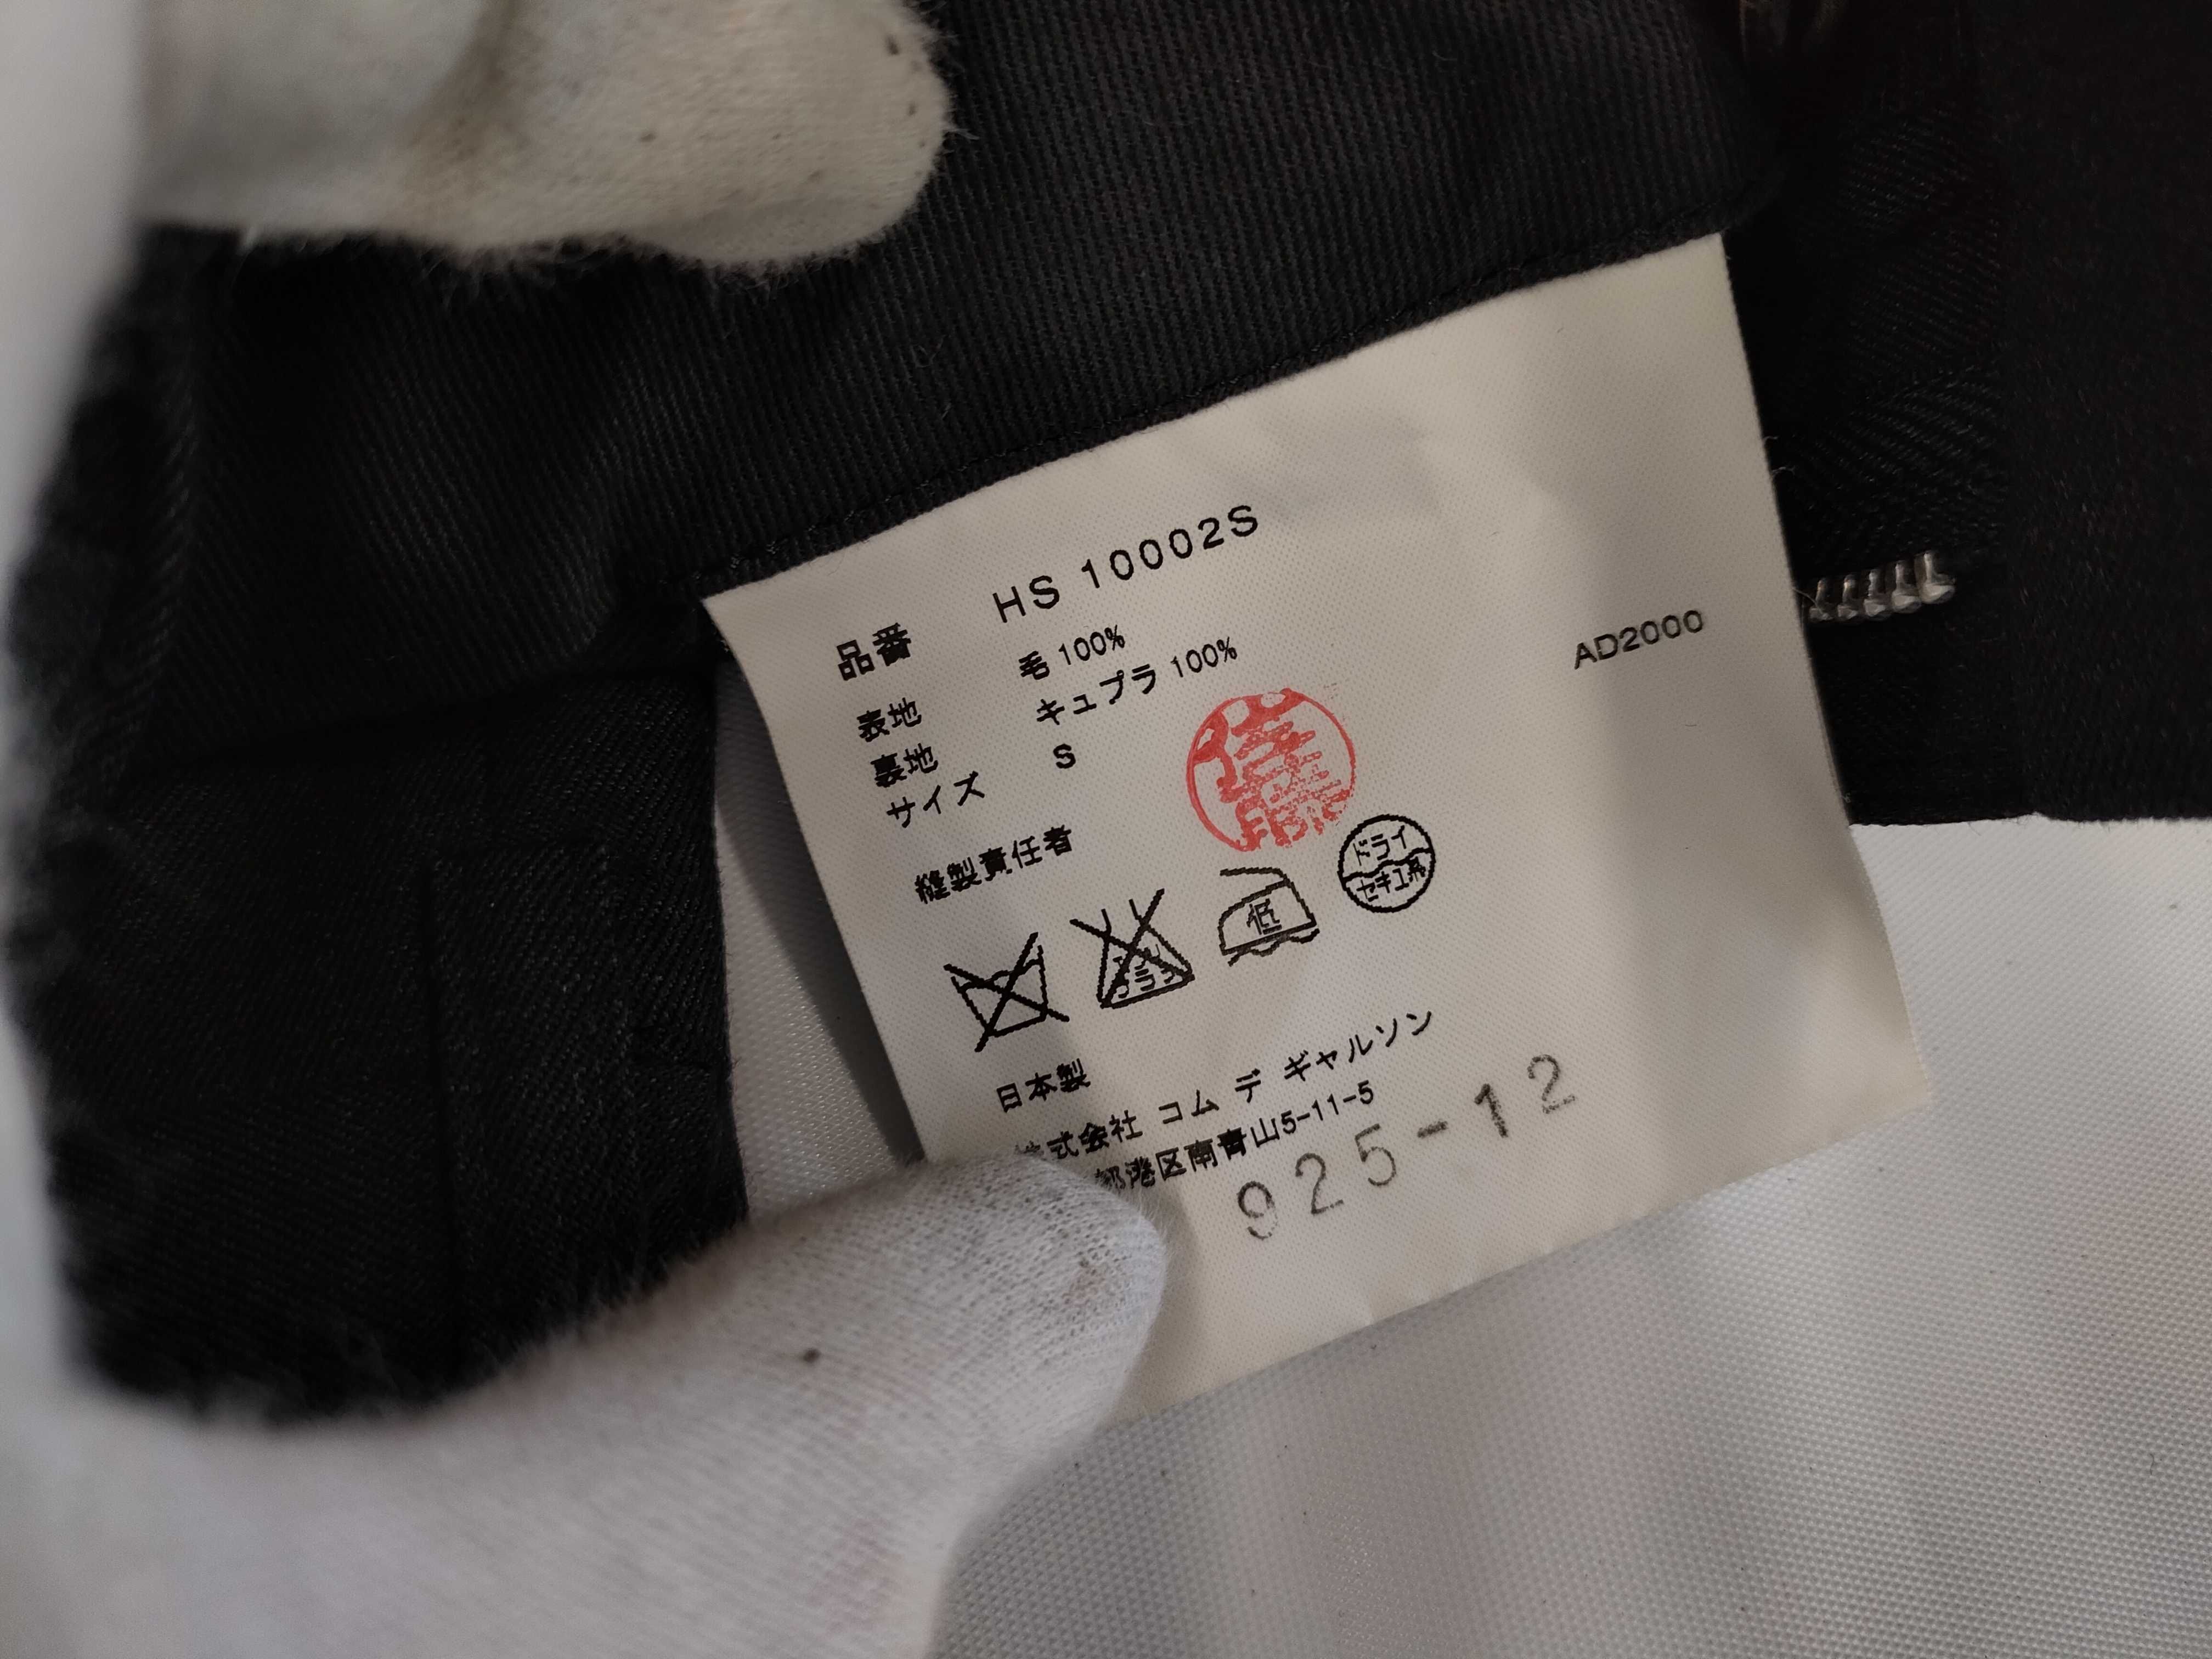 品番 HS 10002S
表地 毛 100%
裏地 キュプラ 100%
サイズ S
AD2000
縫製責任者
低
ドライ
セキユ系
日本製
式会社 コム デ ギャルソン
都港区南青山5-11-5
925-12